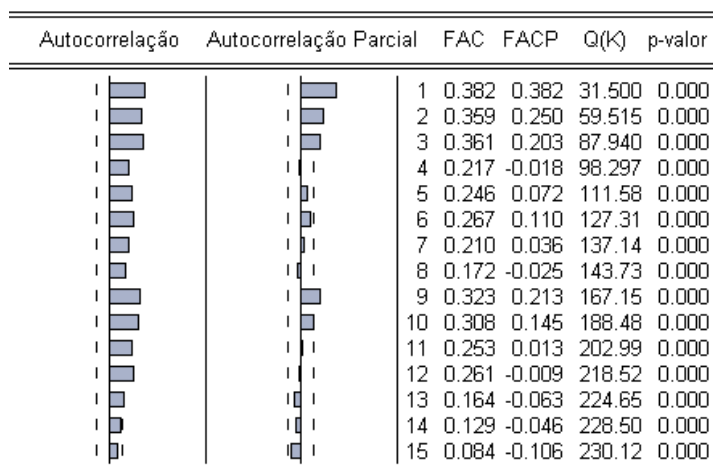 Autocorrelação Autocorrelação Parcial FAC FACP Q(K) p-valor
1 0.382 0.382 31.500 0.000
2 0.359 0.250 59.515 0.000
3 0.361 0.203 87.940 0.000
4 0.217 -0.018 98.297 0.000
5 0.246 0.072 111.58 0.000
6 0.267 0.110 127.31 0.000
7 0.210 0.036 137.14 0.000
8 0.172 -0.025 143.73 0.000
9 0.323 0.213 167.15 0.000
10 0.308 0.145 188.48 0.000
11 0.253 0.013 202.99 0.000
12 0.261 -0.009 218.52 0.000
13 0.164 -0.063 224.65 0.000
14 0.129 -0.046 228.50 0.000
15 0.084 -0.106 230.12 0.000